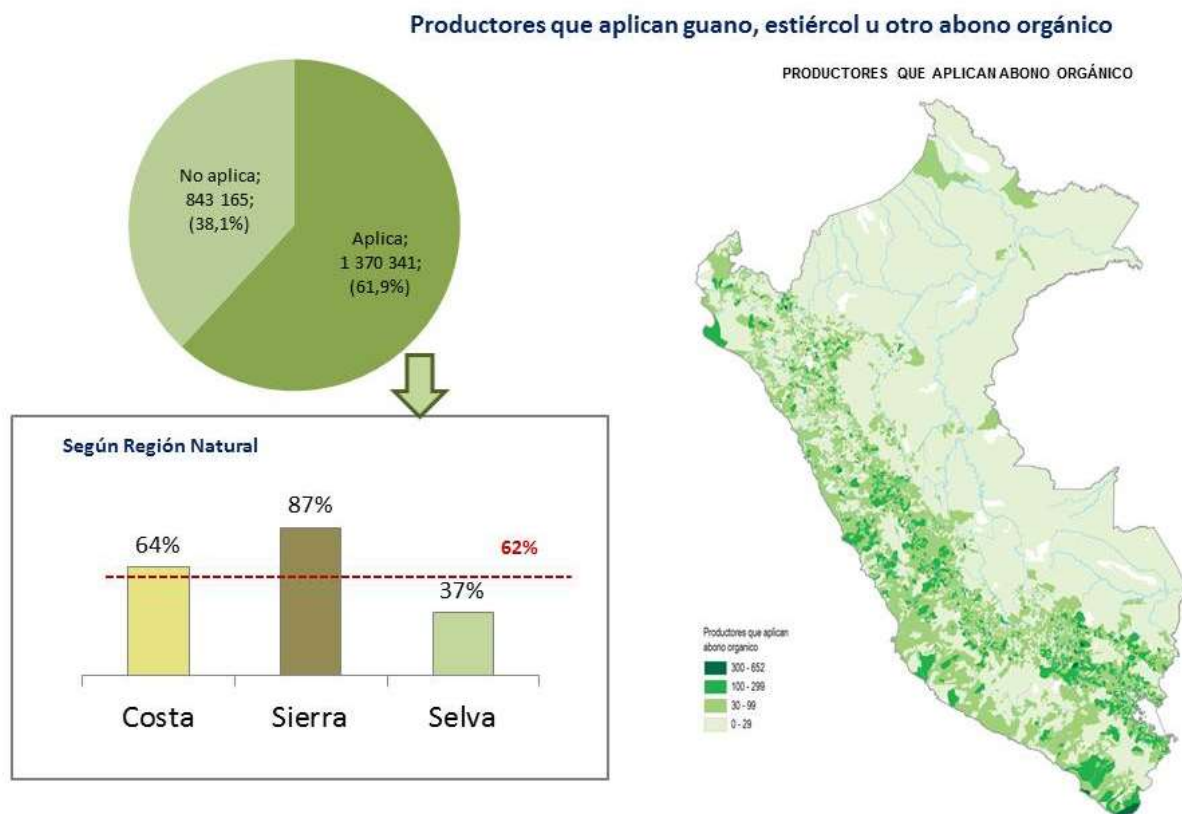 Productores que aplican guano, estiércol u otro abono orgánico
No aplica;
843 165;
(38,1%)
Aplica;
1 370 341;
(61,9%)
Según Región Natural
64%
87%
37%
62%
Costa
Sierra
Selva
PRODUCTORES QUE APLICAN ABONO ORGÁNICO
Productores que aplican
abono organico
300 - 652
100 - 299
30 - 99
0 - 29